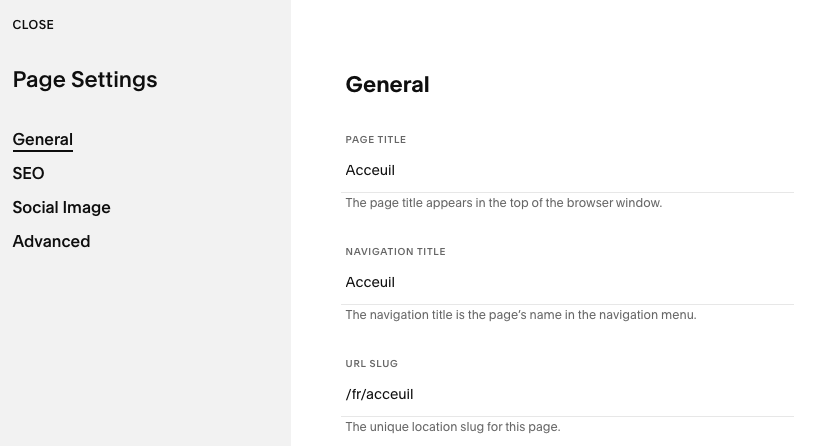 CLOSE
Page Settings
General
SEO
Social Image
Advanced
General
PAGE TITLE
Acceuil
The page title appears in the top of the browser window.
NAVIGATION TITLE
Acceuil
The navigation title is the page's name in the navigation menu.
URL SLUG
/fr/acceuil
The unique location slug for this page.